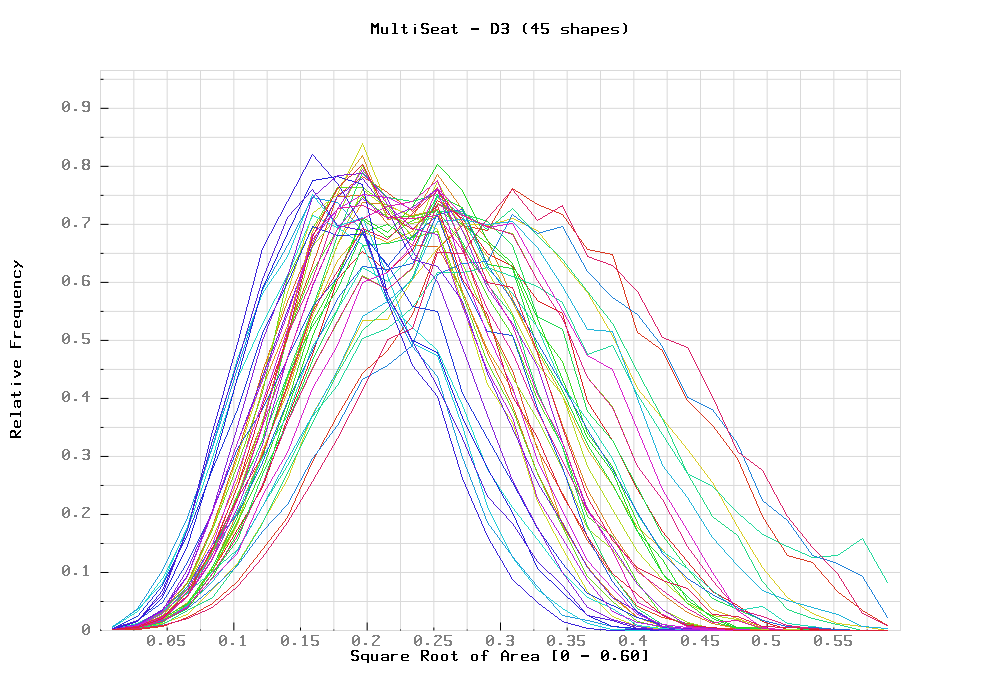 MultiSeat - D3 (45 shapes)
Relative Frequency
0.9
0.8
0.7
0.6
0.5
0.4
0.3
0.2
0.1
0
0.05 0.1 0.15 0.2 0.25 0.3 0.35 0.4 0.45 0.5 0.55
Square Root of Area [0 - 0.60]